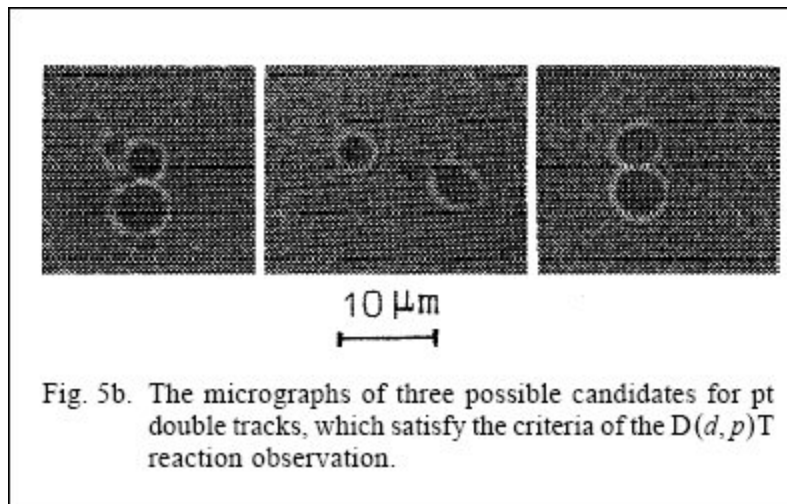 10 μm
Fig. 5b. The micrographs of three possible candidates for pt
double tracks, which satisfy the criteria of the D(d, p)T
reaction observation.